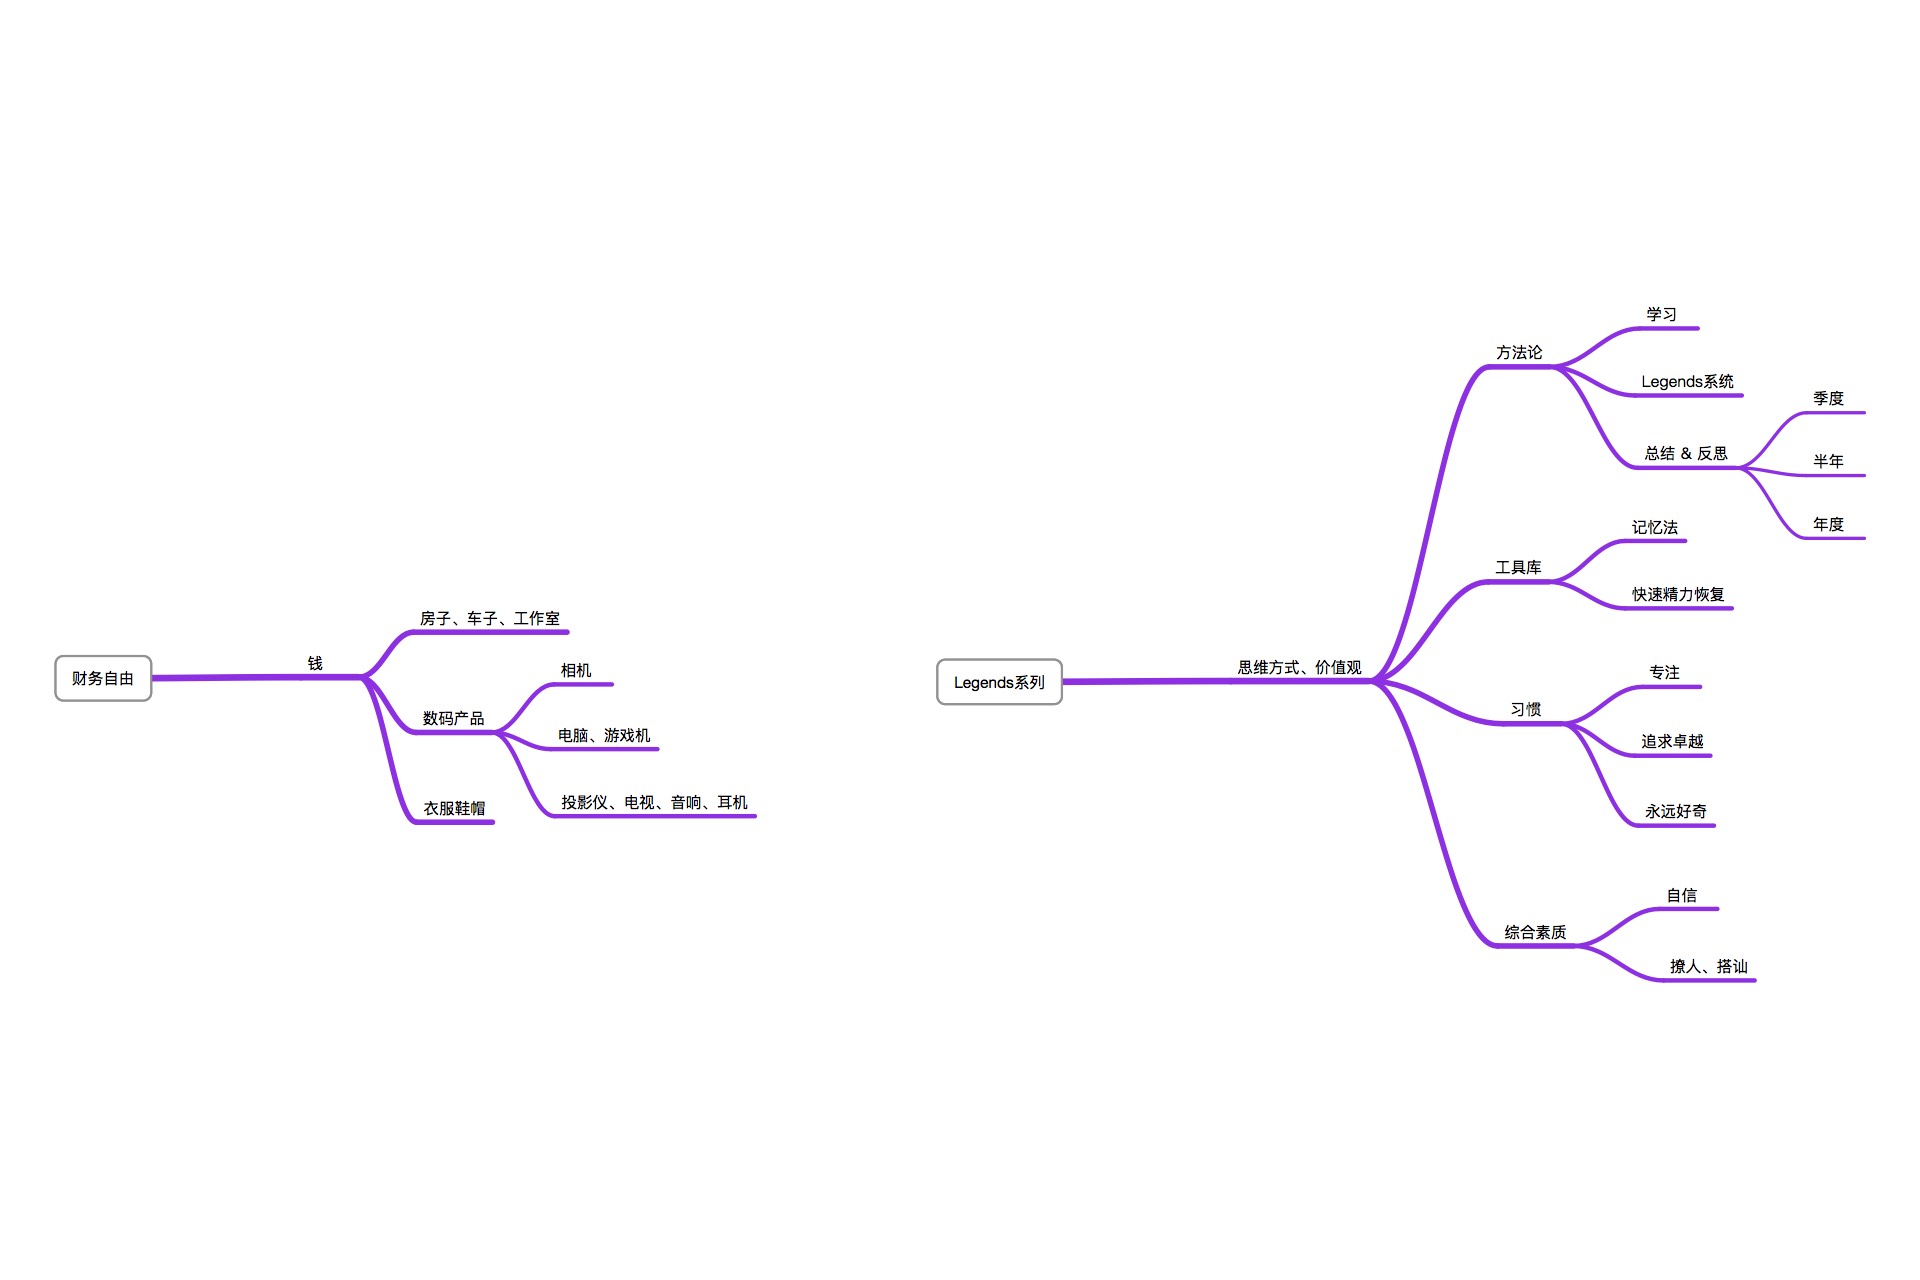 财务自由
钱
房子、车子、工作室
数码产品
相机
电脑、游戏机
投影仪、电视、音响、耳机
衣服鞋帽
Legends系列
思维方式、价值观
方法论
学习
Legends系统
总结 & 反思
季度
半年
年度
工具库
记忆法
快速精力恢复
习惯
专注
追求卓越
永远好奇
综合素质
自信
撩人、搭讪